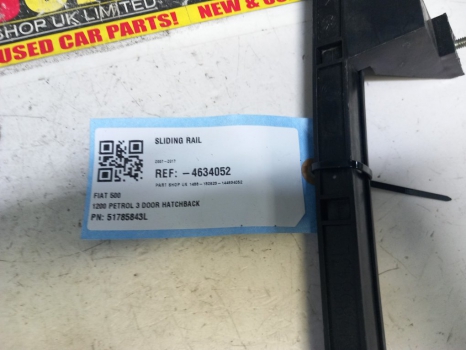 SHOP UK LIMITED
USED CAR PARTS!
NEW & US
SLIDING RAIL
2007-2017
REF: -4634052
FIAT 500
1200 PETROL 3 DOOR HATCHBACK
PN: 51785843L